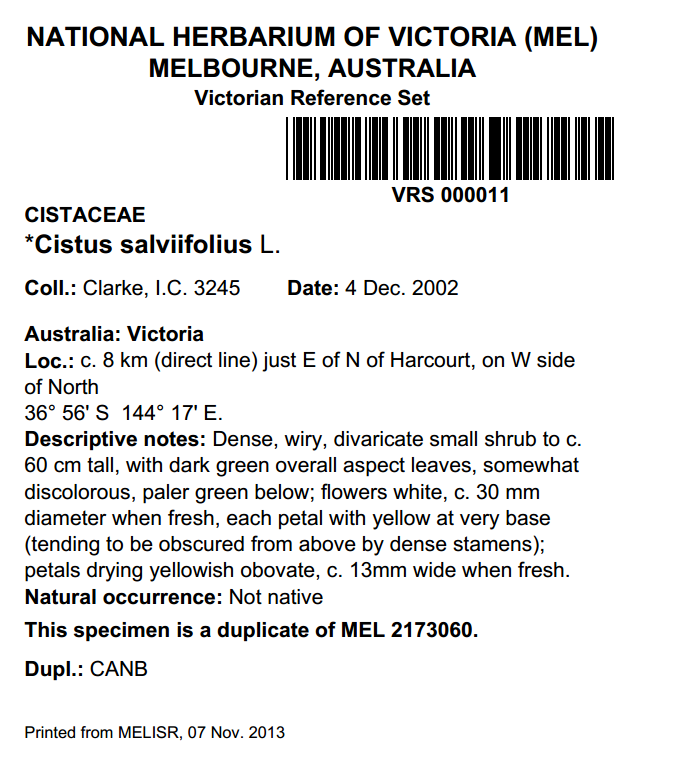 NATIONAL HERBARIUM OF VICTORIA (MEL)
MELBOURNE, AUSTRALIA
Victorian Reference Set
VRS 000011
CISTACEAE
*Cistus salviifolius L.
Coll.: Clarke, I.C. 3245 Date: 4 Dec. 2002
Australia: Victoria
Loc.: c. 8 km (direct line) just E of N of Harcourt, on W side
of North
36° 56' S 144° 17' E.
Descriptive notes: Dense, wiry, divaricate small shrub to c.
60 cm tall, with dark green overall aspect leaves, somewhat
discolorous, paler green below; flowers white, c. 30 mm
diameter when fresh, each petal with yellow at very base
(tending to be obscured from above by dense stamens);
petals drying yellowish obovate, c. 13mm wide when fresh.
Natural occurrence: Not native
This specimen is a duplicate of MEL 2173060.
Dupl.: CANB
Printed from MELISR, 07 Nov. 2013